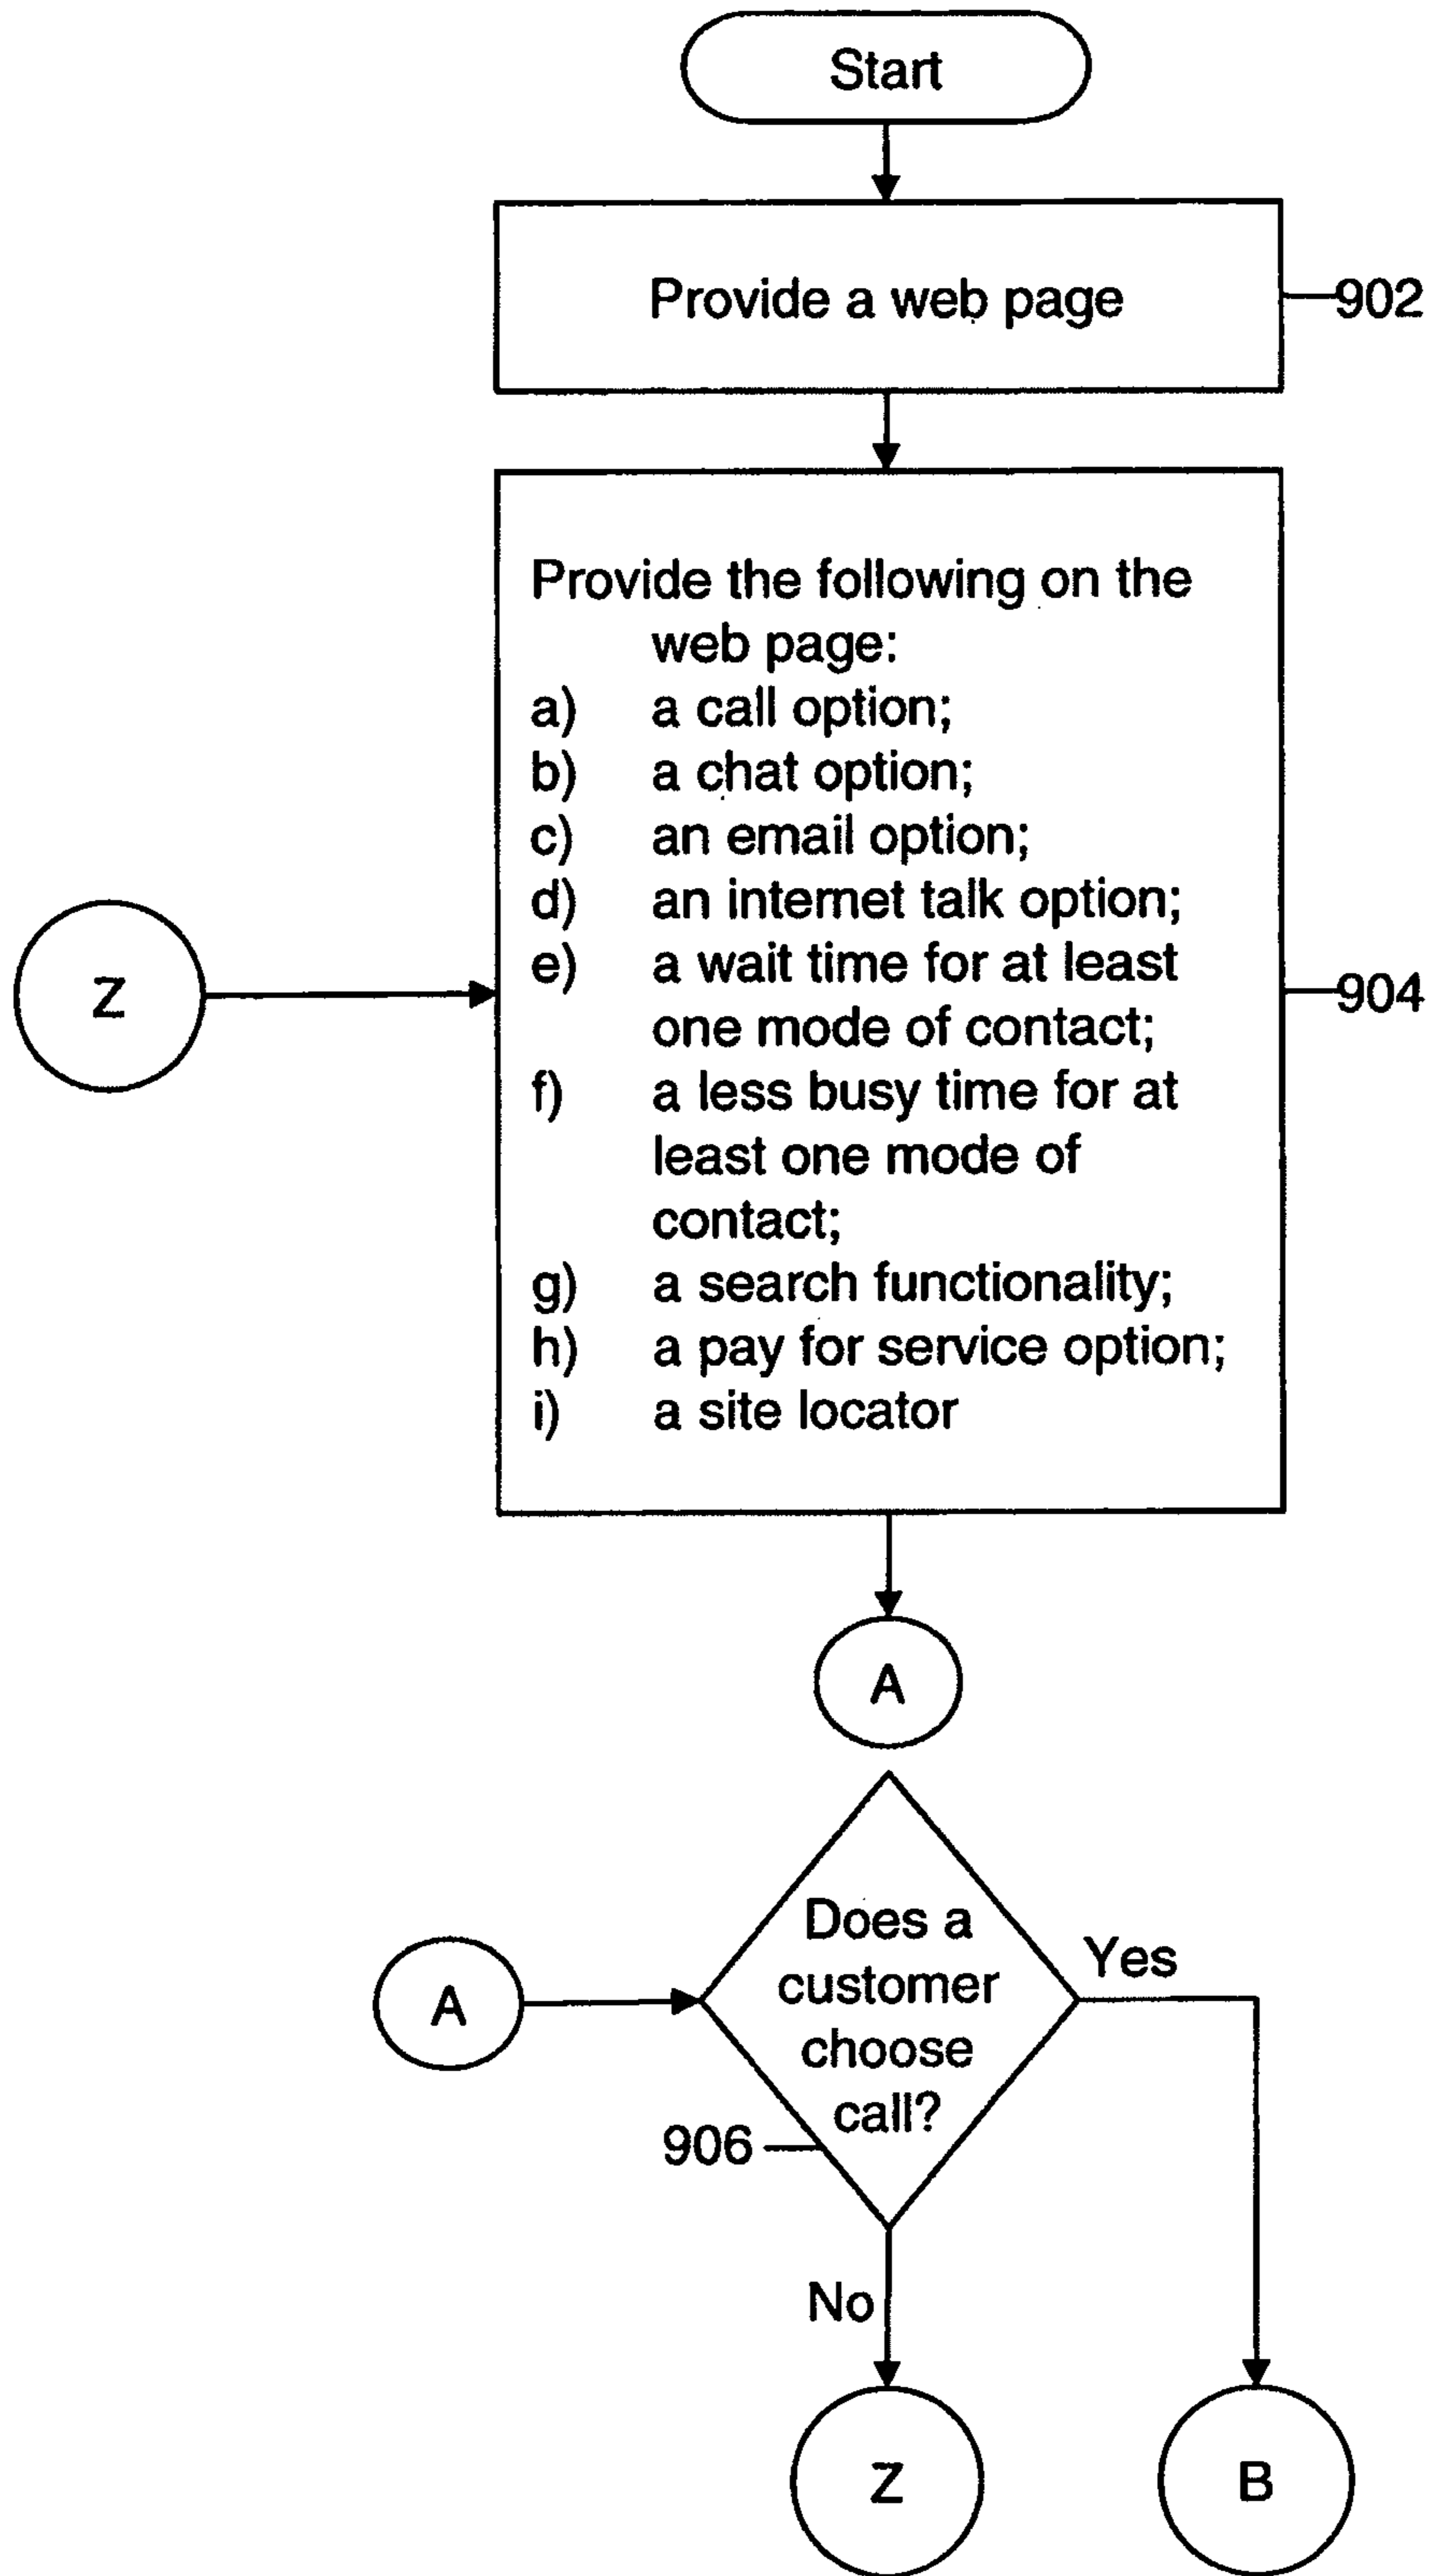 Start
Provide a web page
902
Provide the following on the
web page:
a) a call option;
b) a chat option;
c) an email option;
d) an internet talk option;
e) a wait time for at least
one mode of contact;
f) a less busy time for at
least one mode of
contact;
g) a search functionality;
h) a pay for service option;
i) a site locator
Z
904
A
Does a
customer
choose
call?
A
Yes
906
No
Z
B